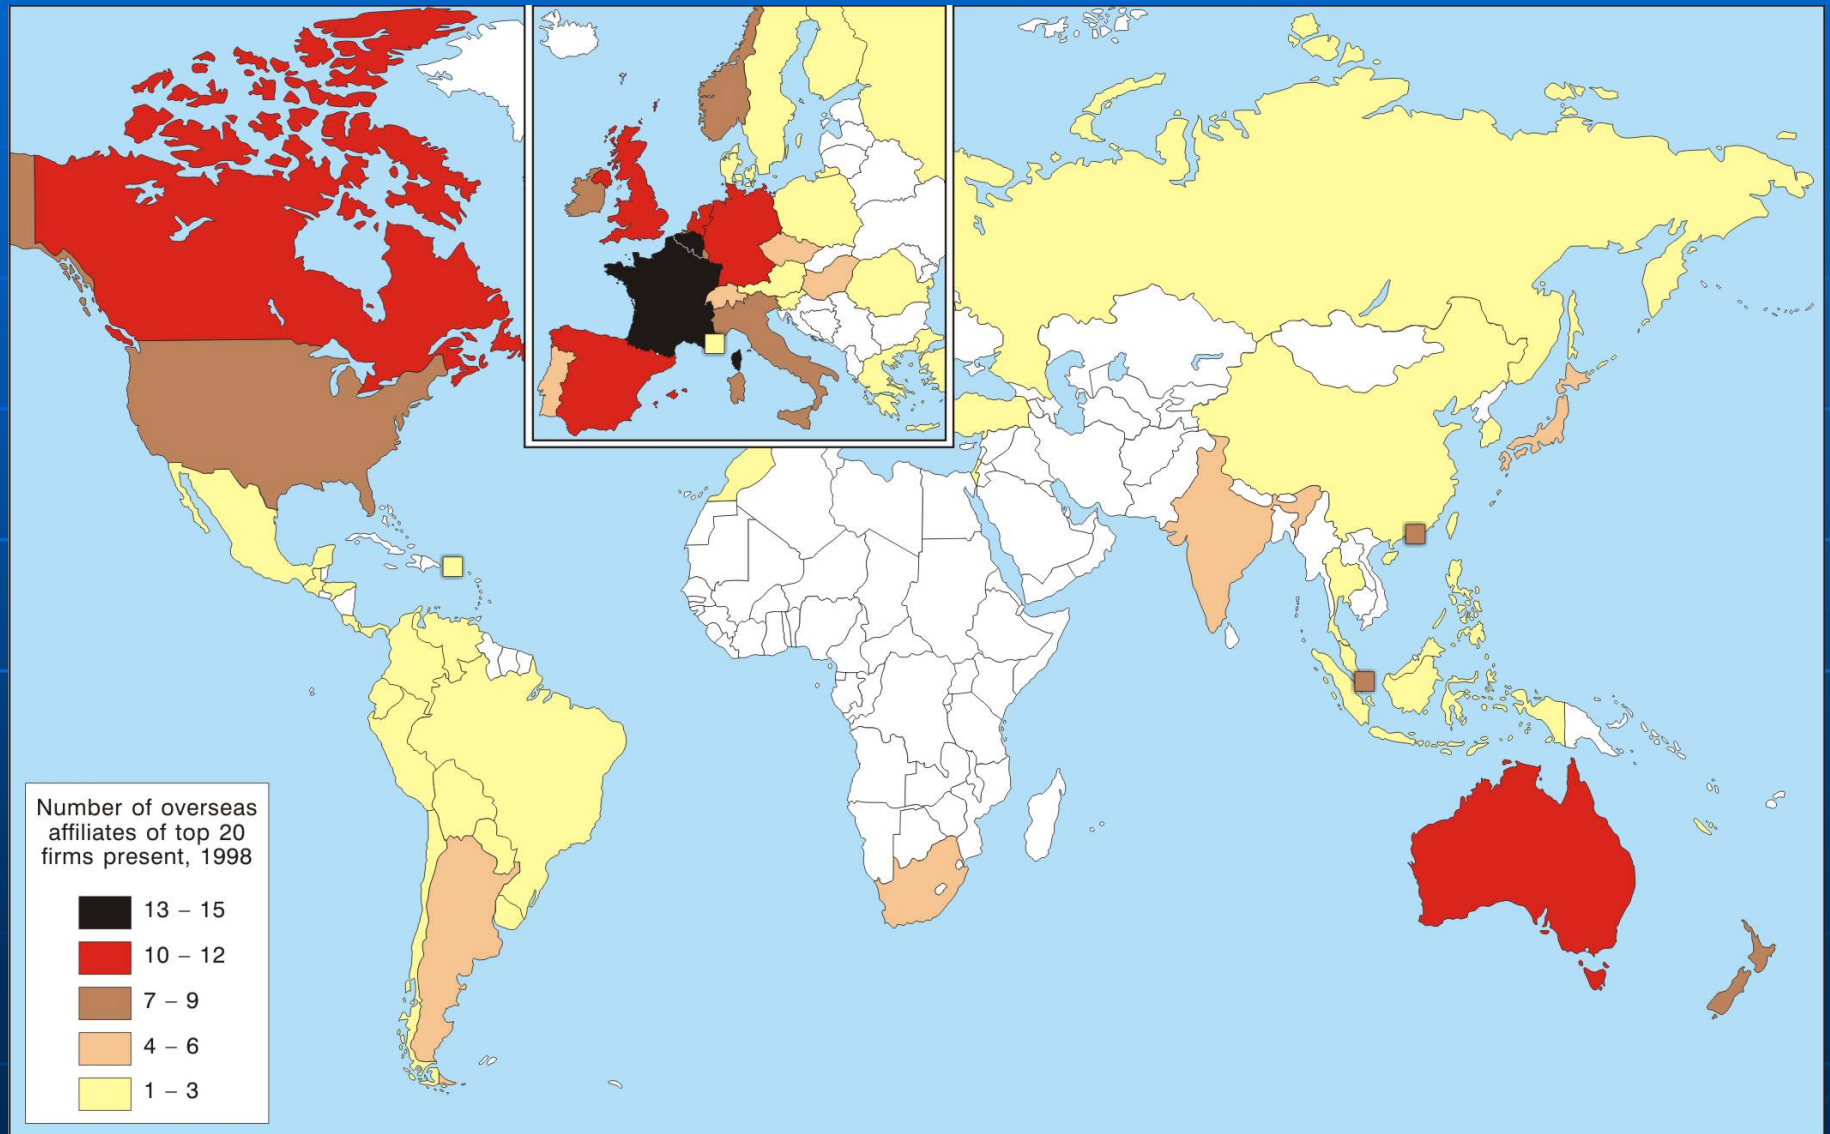 Number of overseas
affiliates of top 20
firms present, 1998
13 – 15
10 – 12
7 – 9
4 – 6
1 – 3